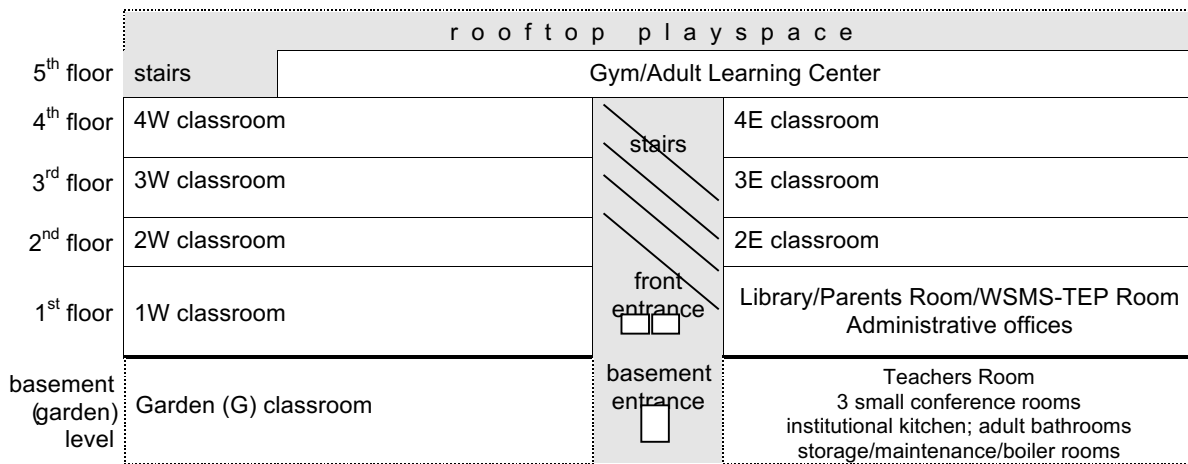 rooftop playspace
5th floor stairs Gym/Adult Learning Center
4th floor 4W classroom stairs 4E classroom
3rd floor 3W classroom 3E classroom
2nd floor 2W classroom 2E classroom
1st floor 1W classroom front entrance Library/Parents Room/WSMS-TEP Room
Administrative offices
basement (garden) level Garden (G) classroom basement entrance Teachers Room
3 small conference rooms
institutional kitchen; adult bathrooms
storage/maintenance/boiler rooms